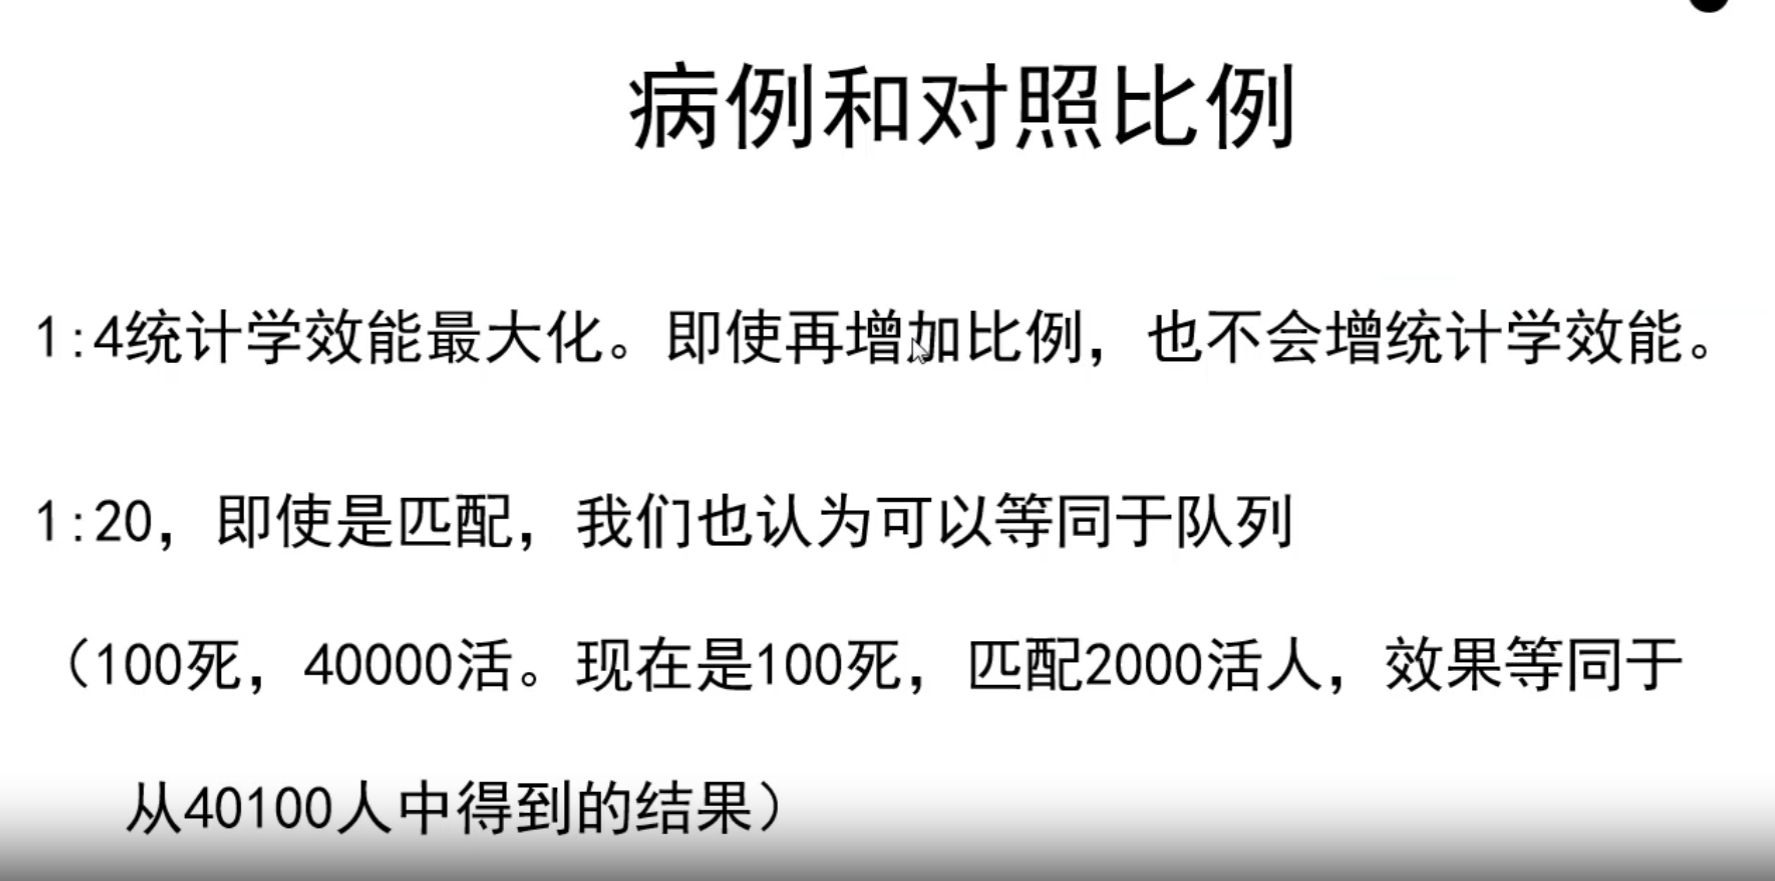 病例和对照比例
1:4统计学效能最大化。即使再增加比例，也不会增统计学效能。
1:20，即使是匹配，我们也认为可以等同于队列
（100死，40000活。现在是100死，匹配2000活人，效果等同于
从40100人中得到的结果）